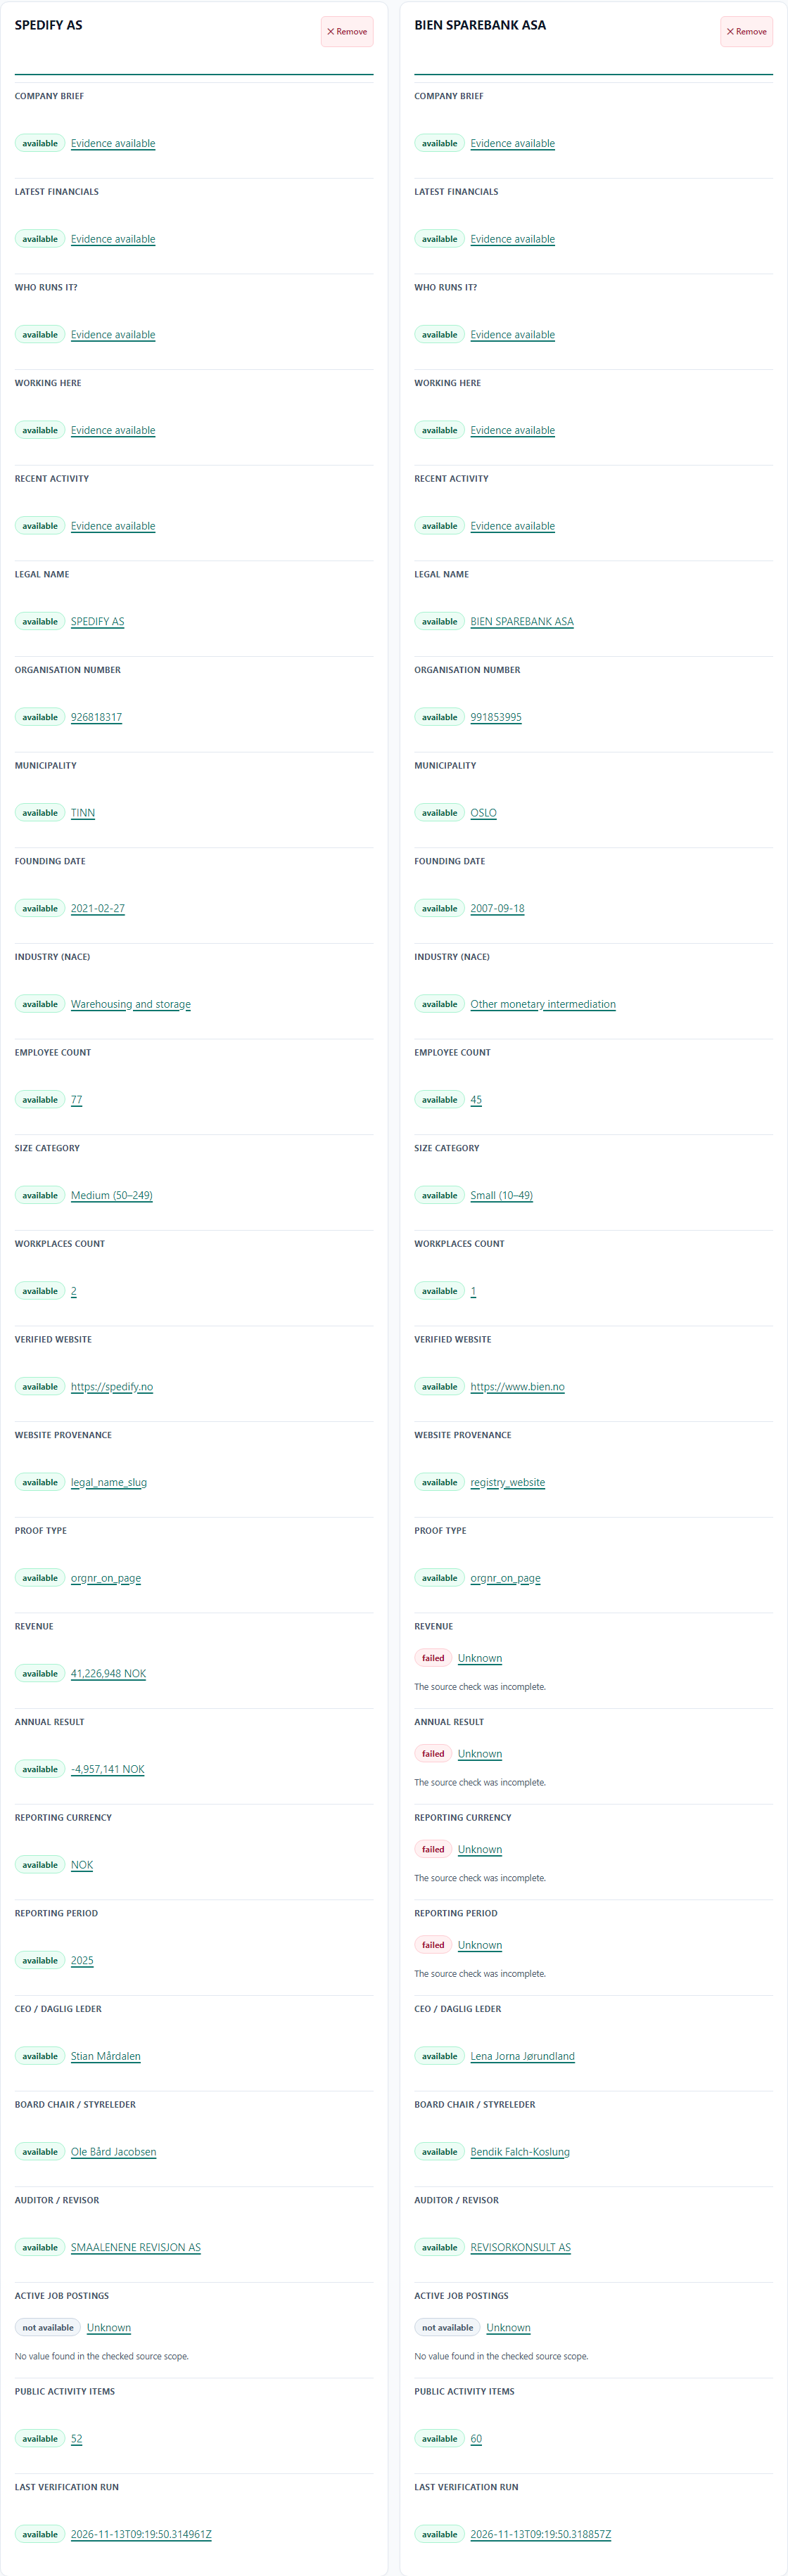 SPEDIFY AS
✕ Remove
COMPANY BRIEF
available Evidence available
LATEST FINANCIALS
available Evidence available
WHO RUNS IT?
available Evidence available
WORKING HERE
available Evidence available
RECENT ACTIVITY
available Evidence available
LEGAL NAME
available SPEDIFY AS
ORGANISATION NUMBER
available 926818317
MUNICIPALITY
available TINN
FOUNDING DATE
available 2021-02-27
INDUSTRY (NACE)
available Warehousing and storage
EMPLOYEE COUNT
available 77
SIZE CATEGORY
available Medium (50–249)
WORKPLACES COUNT
available 2
VERIFIED WEBSITE
available https://spedify.no
WEBSITE PROVENANCE
available legal_name_slug
PROOF TYPE
available orgnr_on_page
REVENUE
available 41,226,948 NOK
ANNUAL RESULT
available -4,957,141 NOK
REPORTING CURRENCY
available NOK
REPORTING PERIOD
available 2025
CEO / DAGLIG LEDER
available Stian Mårdalen
BOARD CHAIR / STYRELEDER
available Ole Bård Jacobsen
AUDITOR / REVISOR
available SMAALENENE REVISJON AS
ACTIVE JOB POSTINGS
not available Unknown
No value found in the checked source scope.
PUBLIC ACTIVITY ITEMS
available 52
LAST VERIFICATION RUN
available 2026-11-13T09:19:50.314961Z
BIEN SPAREBANK ASA
✕ Remove
COMPANY BRIEF
available Evidence available
LATEST FINANCIALS
available Evidence available
WHO RUNS IT?
available Evidence available
WORKING HERE
available Evidence available
RECENT ACTIVITY
available Evidence available
LEGAL NAME
available BIEN SPAREBANK ASA
ORGANISATION NUMBER
available 991853995
MUNICIPALITY
available OSLO
FOUNDING DATE
available 2007-09-18
INDUSTRY (NACE)
available Other monetary intermediation
EMPLOYEE COUNT
available 45
SIZE CATEGORY
available Small (10–49)
WORKPLACES COUNT
available 1
VERIFIED WEBSITE
available https://www.bien.no
WEBSITE PROVENANCE
available registry_website
PROOF TYPE
available orgnr_on_page
REVENUE
failed Unknown
The source check was incomplete.
ANNUAL RESULT
failed Unknown
The source check was incomplete.
REPORTING CURRENCY
failed Unknown
The source check was incomplete.
REPORTING PERIOD
failed Unknown
The source check was incomplete.
CEO / DAGLIG LEDER
available Lena Jorna Jørundland
BOARD CHAIR / STYRELEDER
available Bendik Falch-Koslung
AUDITOR / REVISOR
available REVISORKONSULT AS
ACTIVE JOB POSTINGS
not available Unknown
No value found in the checked source scope.
PUBLIC ACTIVITY ITEMS
available 60
LAST VERIFICATION RUN
available 2026-11-13T09:19:50.318857Z